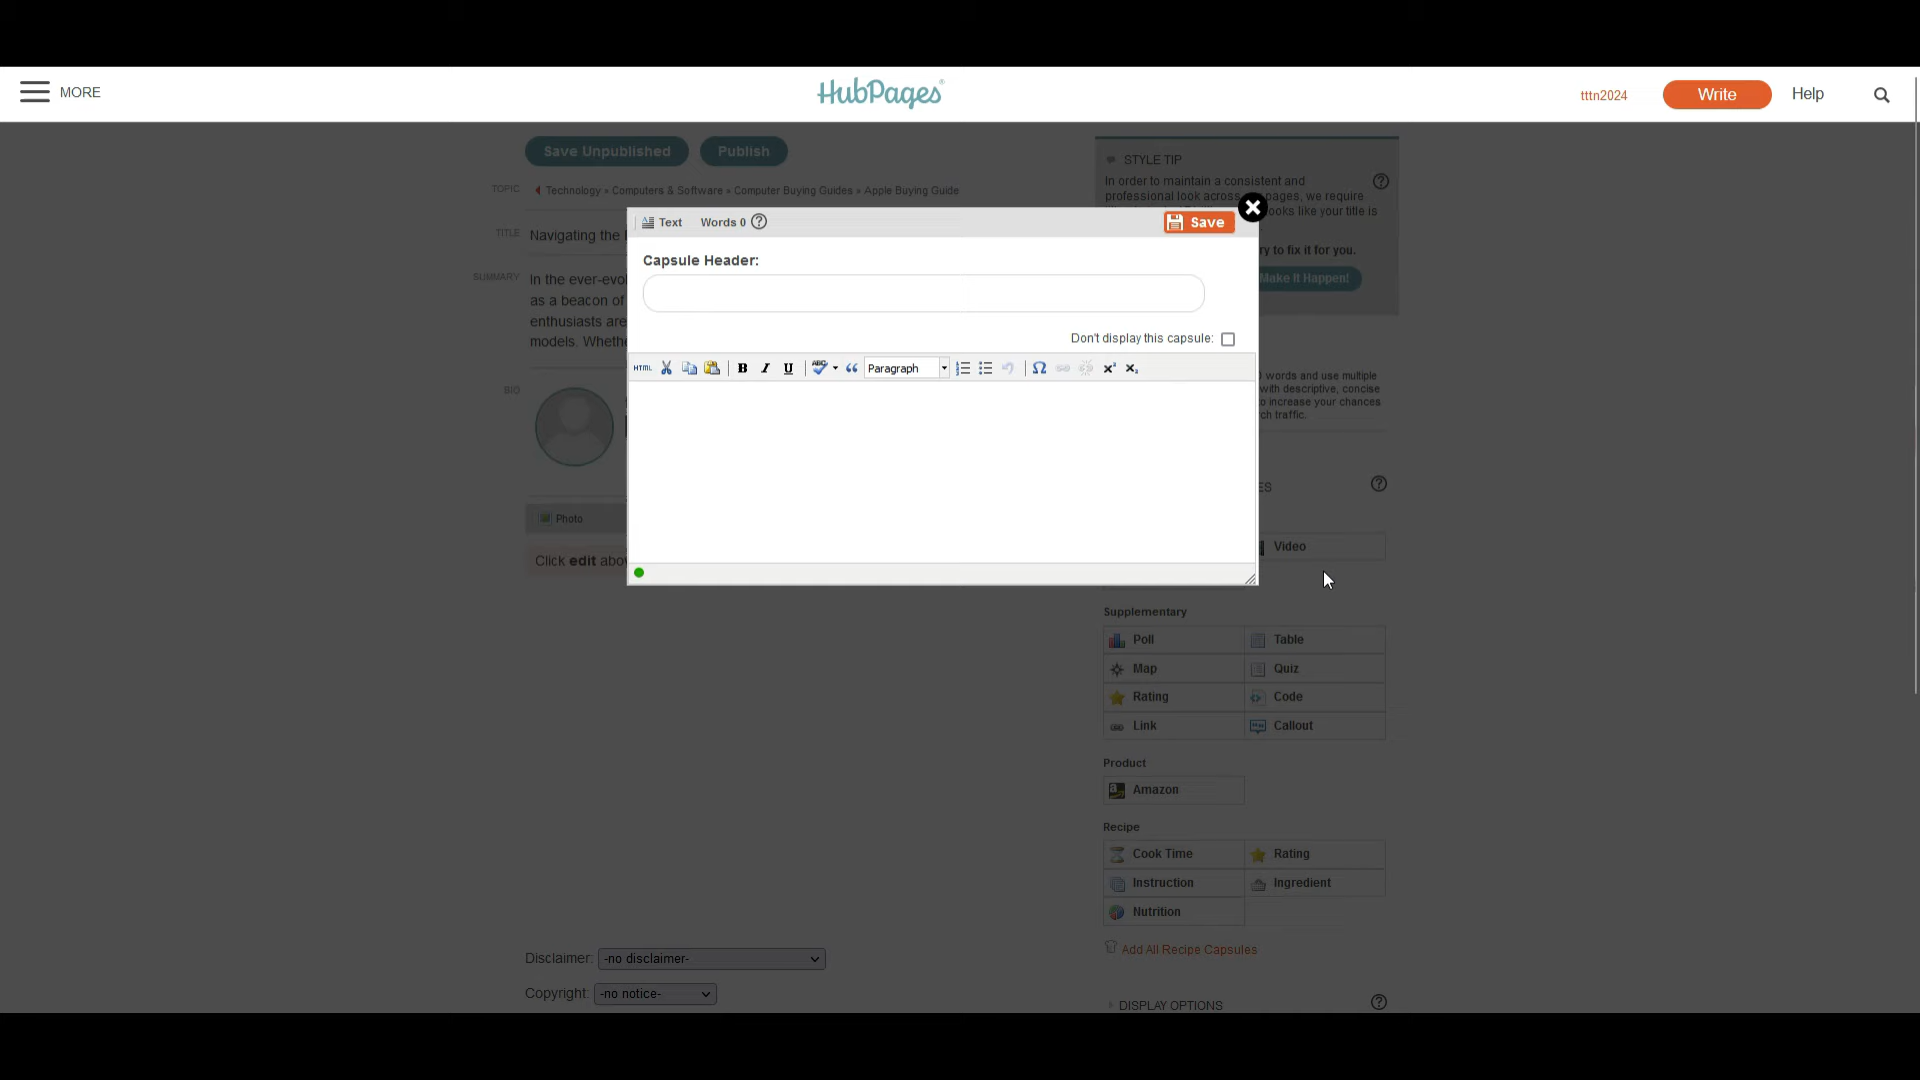 MORE
HubPages
tttn2024
Write
Help
Save Unpublished
Publish
STYLE TIP
In order to maintain a consistent and
professional look across pages, we require
ooks like your title is
ry to fix it for you.
Make It Happen!
TOPIC
Technology » Computers & Software » Computer Buying Guides » Apple Buying Guide
TITLE
Navigating the
SUMMARY
In the ever-evol
as a beacon of
enthusiasts are
models. Whethe
BIO
Text
Words 0
Save
Capsule Header:
Don't display this capsule:
HTML
B
I
U
ABC
Paragraph
words and use multiple
with descriptive, concise
o increase your chances
ch traffic.
ES
Photo
Click edit abov
Video
Supplementary
Poll
Table
Map
Quiz
Rating
Code
Link
Callout
Product
Amazon
Recipe
Cook Time
Rating
Instruction
Ingredient
Nutrition
Add All Recipe Capsules
Disclaimer: -no disclaimer-
Copyright: -no notice-
DISPLAY OPTIONS